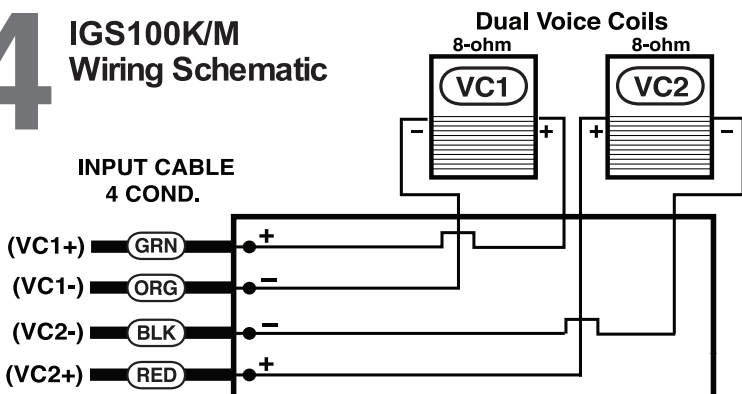 4
IGS100K/M
Wiring Schematic
Dual Voice Coils
8-ohm 8-ohm
VC1 VC2
− + + −
INPUT CABLE
4 COND.
(VC1+) GRN +
(VC1-) ORG −
(VC2-) BLK −
(VC2+) RED +